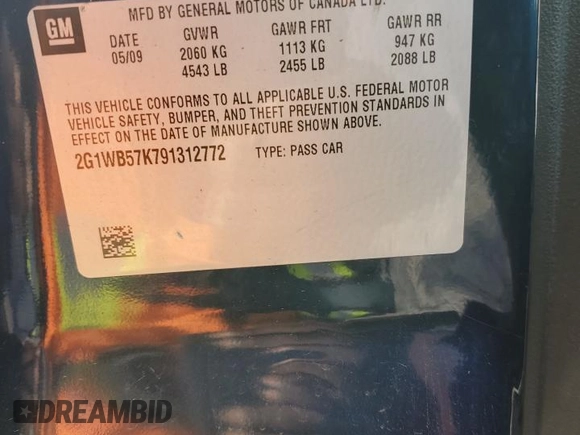 MFD BY GENERAL MOTORS OF CANADA LTD.
GM
DATE GVWR GAWR FRT GAWR RR
05/09 2060 KG 1113 KG 947 KG
4543 LB 2455 LB 2088 LB
THIS VEHICLE CONFORMS TO ALL APPLICABLE U.S. FEDERAL MOTOR
VEHICLE SAFETY, BUMPER, AND THEFT PREVENTION STANDARDS IN
EFFECT ON THE DATE OF MANUFACTURE SHOWN ABOVE.
2G1WB57K791312772 TYPE: PASS CAR
DREAMBID